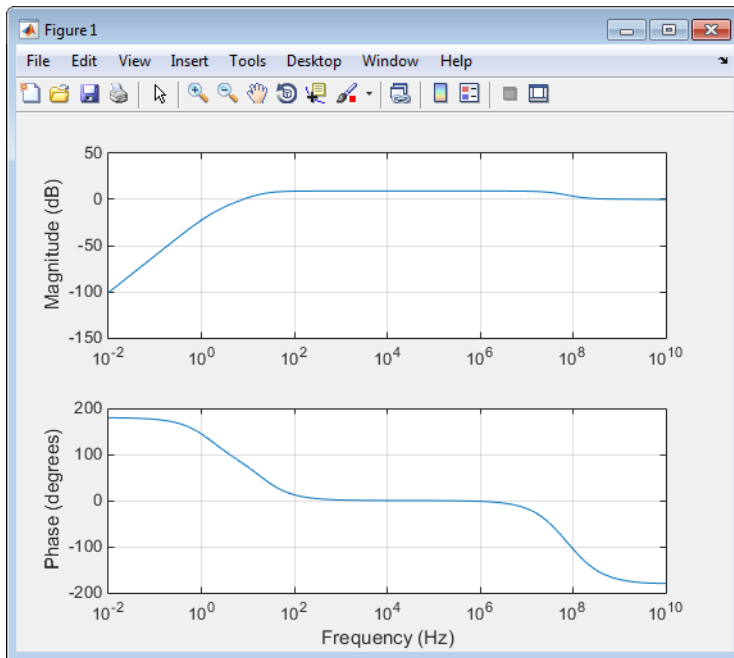 Figure 1
File Edit View Insert Tools Desktop Window Help
50
0
-50
-100
-150
Magnitude (dB)
10-2 100 102 104 106 108 1010
200
100
0
-100
-200
Phase (degrees)
10-2 100 102 104 106 108 1010
Frequency (Hz)